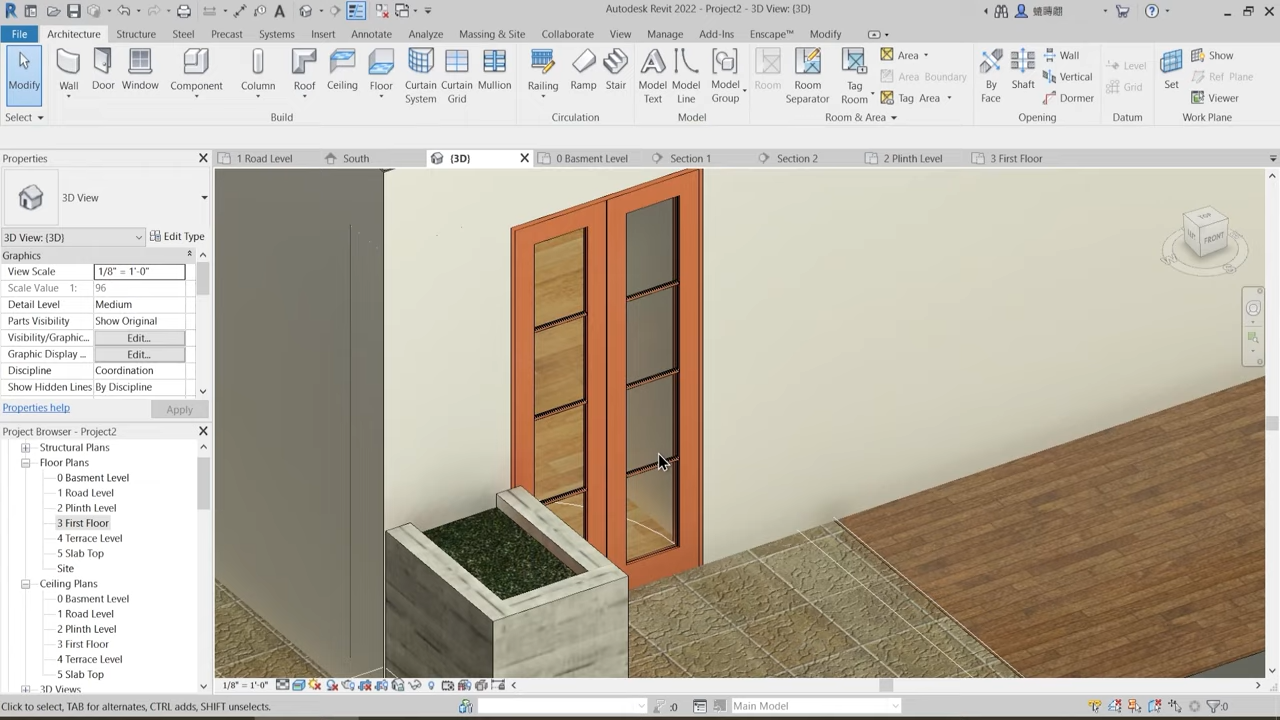 Autodesk Revit 2022 - Project2 - 3D View: {3D}
File Architecture Structure Steel Precast Systems Insert Annotate Analyze Massing & Site Collaborate View Manage Add-Ins Enscape™ Modify
Modify Wall Door Window Component Column Roof Ceiling Floor Curtain System Curtain Grid Mullion Railing Ramp Stair Model Text Model Line Model Group Room Room Separator Tag Room Area Area Boundary Tag Area By Face Shaft Wall Vertical Dormer Level Grid Set Show Ref Plane Viewer
Select Build Circulation Model Room & Area Opening Datum Work Plane
Properties
1 Road Level South {3D} 0 Basment Level Section 1 Section 2 2 Plinth Level 3 First Floor
3D View
3D View: {3D} Edit Type
Graphics
View Scale 1/8" = 1'-0"
Scale Value 1: 96
Detail Level Medium
Parts Visibility Show Original
Visibility/Graphic... Edit...
Graphic Display ... Edit...
Discipline Coordination
Show Hidden Lines By Discipline
Properties help Apply
Project Browser - Project2
Structural Plans
Floor Plans
0 Basment Level
1 Road Level
2 Plinth Level
3 First Floor
4 Terrace Level
5 Slab Top
Site
Ceiling Plans
0 Basment Level
1 Road Level
2 Plinth Level
3 First Floor
4 Terrace Level
5 Slab Top
3D Views
TOP
FRONT
1/8" = 1'-0"
Click to select, TAB for alternates, CTRL adds, SHIFT unselects. :0 Main Model :0